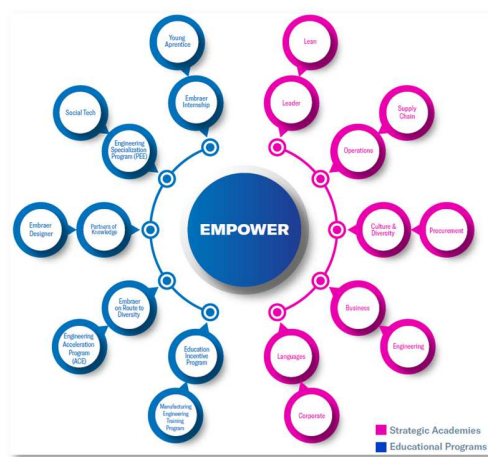 Young
Aprentice
Lean
Embraer
Internship
Leader
Social Tech
Supply
Chain
Engineering
Specialization
Program (PEE)
Operations
Embraer
Designer
Partners of
Knowledge
EMPOWER
Culture &
Diversity
Procurement
Embraer
on Route to
Diversity
Business
Engineering
Acceleration
Program
(ACE)
Engineering
Education
Incentive
Program
Languages
Manufacturing
Engineering
Training
Program
Corporate
Strategic Academies
Educational Programs